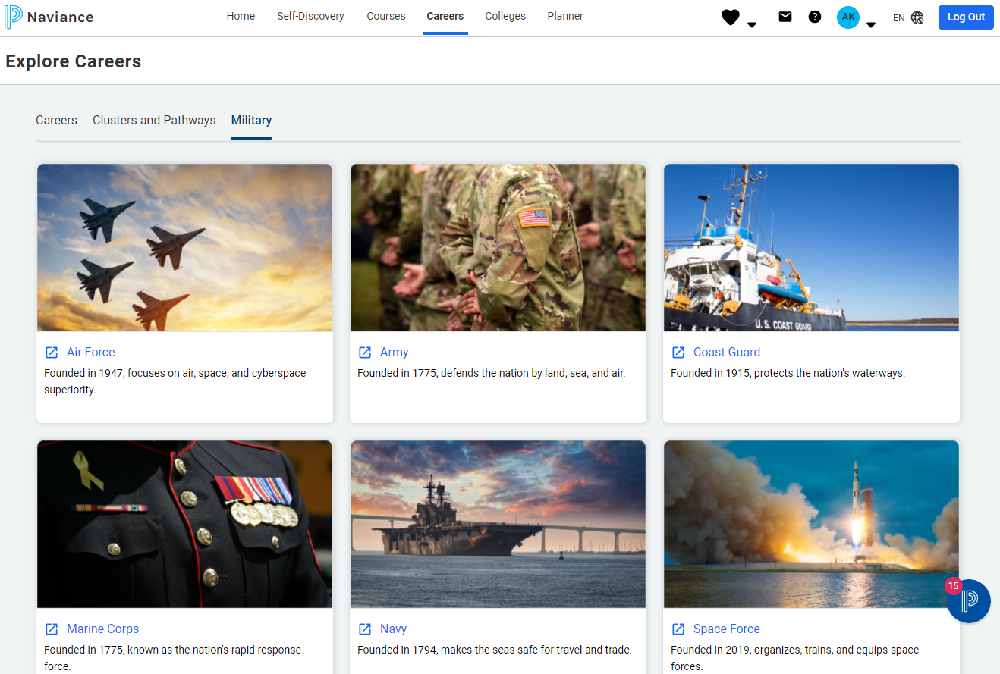 Naviance
Home Self-Discovery Courses Careers Colleges Planner
AK
EN
Log Out
Explore Careers
Careers Clusters and Pathways Military
U.S. COAST GUARD
Air Force
Founded in 1947, focuses on air, space, and cyberspace
superiority.
Army
Founded in 1775, defends the nation by land, sea, and air.
Coast Guard
Founded in 1915, protects the nation's waterways.
15
Marine Corps
Founded in 1775, known as the nation's rapid response
force.
Navy
Founded in 1794, makes the seas safe for travel and trade.
Space Force
Founded in 2019, organizes, trains, and equips space
forces.